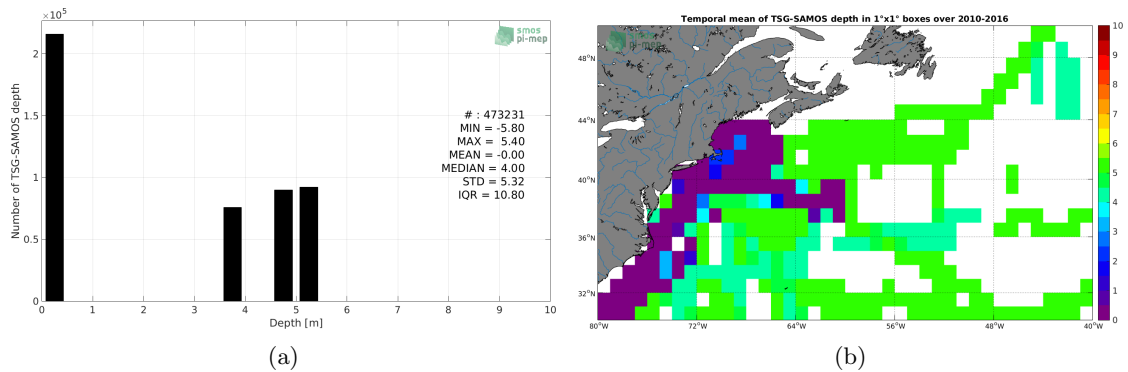 ×10⁵
2
1.5
1
0.5
0
Number of TSG-SAMOS depth
0 1 2 3 4 5 6 7 8 9 10
Depth [m]
smos
pi-mep
# : 473231
MIN = -5.80
MAX = 5.40
MEAN = -0.00
MEDIAN = 4.00
STD = 5.32
IQR = 10.80
(a)
Temporal mean of TSG-SAMOS depth in 1°x1° boxes over 2010-2016
smos
pi-mep
48°N
44°N
40°N
36°N
32°N
80°W 72°W 64°W 56°W 48°W 40°W
10
9
8
7
6
5
4
3
2
1
0
(b)